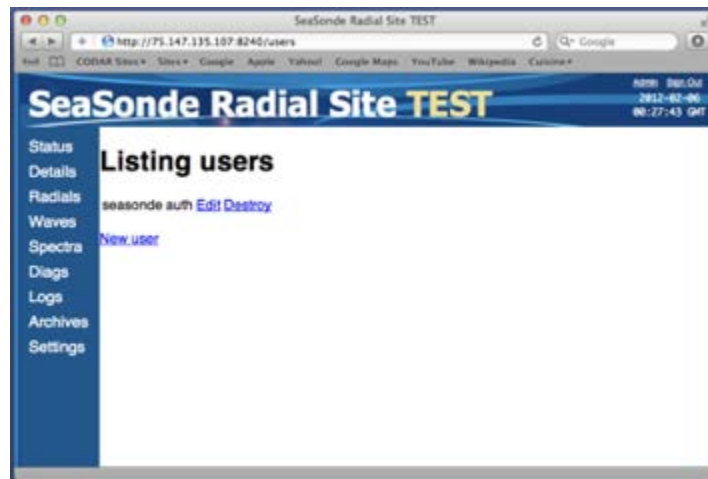 SeaSonde Radial Site TEST
http://75.147.135.107:8240/users
Google
CODAR Sites Sites Google Apple Yahoo! Google Maps YouTube Wikipedia Cuisine
Admin Sign Out
2012-02-06
00:27:43 GMT
SeaSonde Radial Site TEST
Status
Details
Radials
Waves
Spectra
Diags
Logs
Archives
Settings
Listing users
seasonde auth Edit Destroy
New user